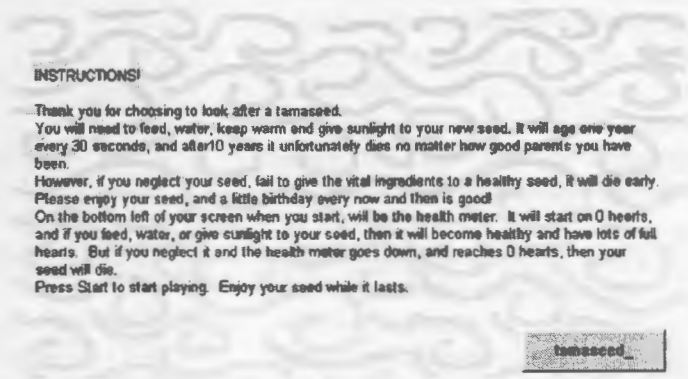 INSTRUCTIONS!
Thank you for choosing to look after a tamaseed.
You will need to feed, water, keep warm and give sunlight to your new seed. It will age one year
every 30 seconds, and after10 years it unfortunately dies no matter how good parents you have
been.
However, if you neglect your seed, fail to give the vital ingredients to a healthy seed, it will die early.
Please enjoy your seed, and a little birthday every now and then is good!
On the bottom left of your screen when you start, will be the health meter. It will start on 0 hearts,
and if you feed, water, or give sunlight to your seed, then it will become healthy and have lots of full
hearts. But if you neglect it and the health meter goes down, and reaches 0 hearts, then your
seed will die.
Press Start to start playing. Enjoy your seed while it lasts.
tamaseed_